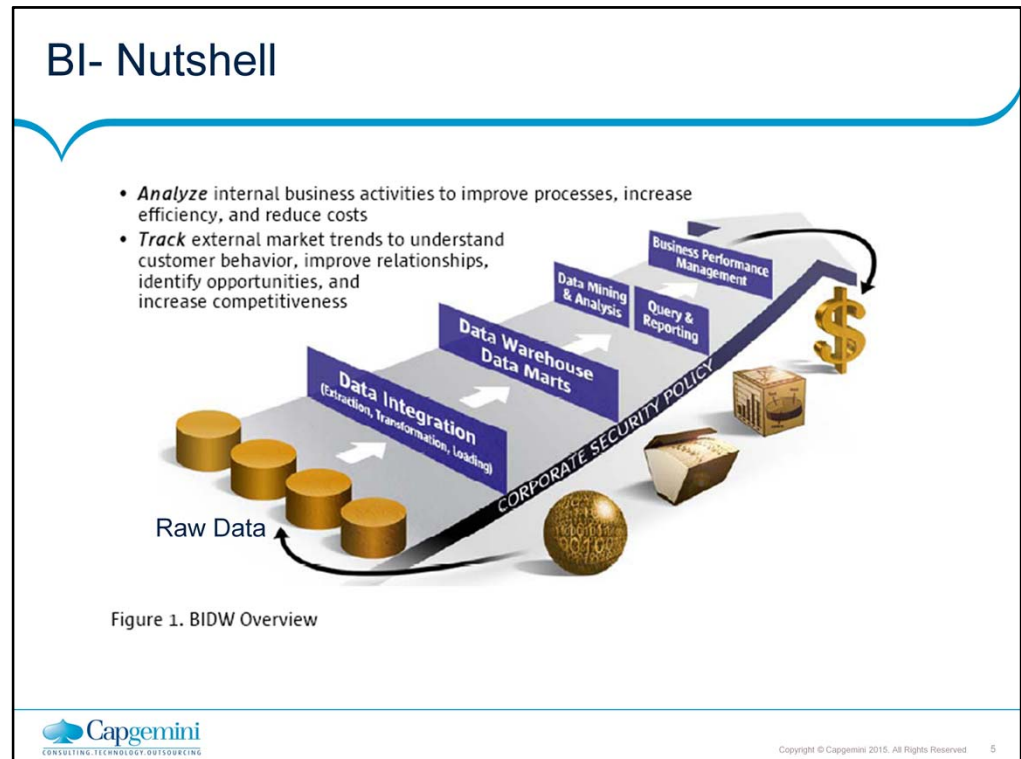 BI- Nutshell
• Analyze internal business activities to improve processes, increase
efficiency, and reduce costs
• Track external market trends to understand
customer behavior, improve relationships,
identify opportunities, and
increase competitiveness
Business Performance
Management
Data Mining
& Analysis
Query &
Reporting
Data Warehouse
Data Marts
Data Integration
(Extraction, Transformation, Loading)
CORPORATE SECURITY POLICY
$
Raw Data
Figure 1. BIDW Overview
Capgemini
CONSULTING.TECHNOLOGY.OUTSOURCING
Copyright © Capgemini 2015. All Rights Reserved 5